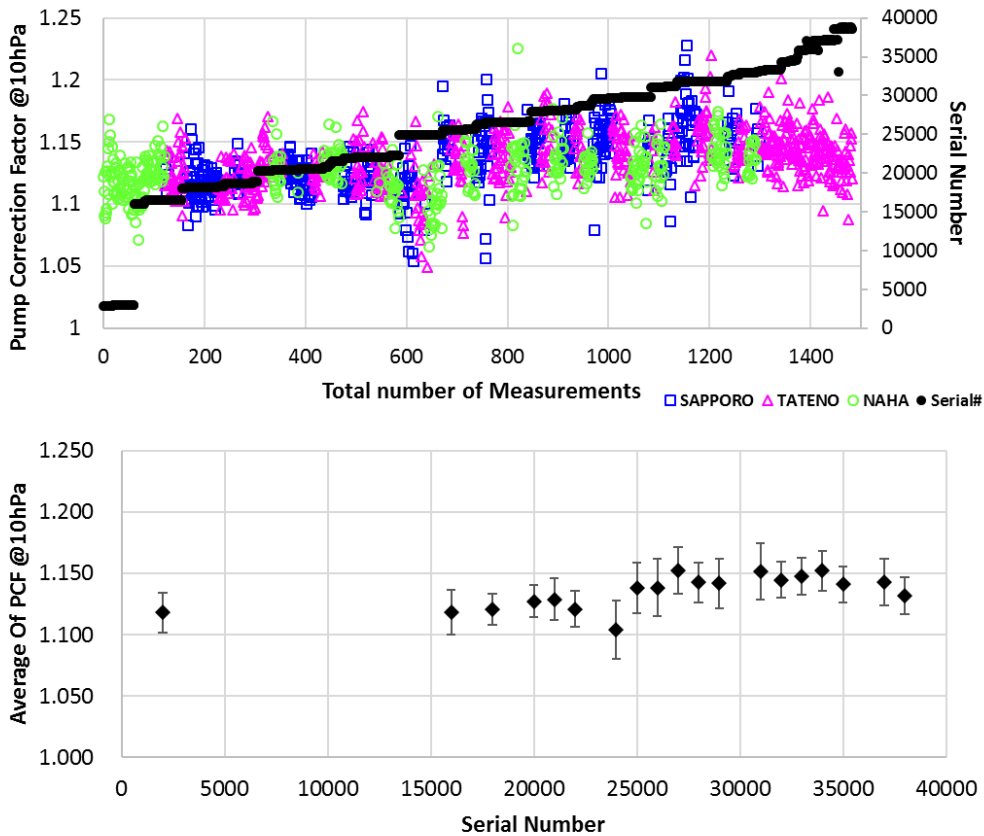 Pump Correction Factor @10hPa
1.25
1.2
1.15
1.1
1.05
1
40000
35000
30000
25000
20000
15000
10000
5000
0
Serial Number
0 200 400 600 800 1000 1200 1400
Total number of Measurements
SAPPORO TATENO NAHA Serial#
Average Of PCF @10hPa
1.250
1.200
1.150
1.100
1.050
1.000
0 5000 10000 15000 20000 25000 30000 35000 40000
Serial Number